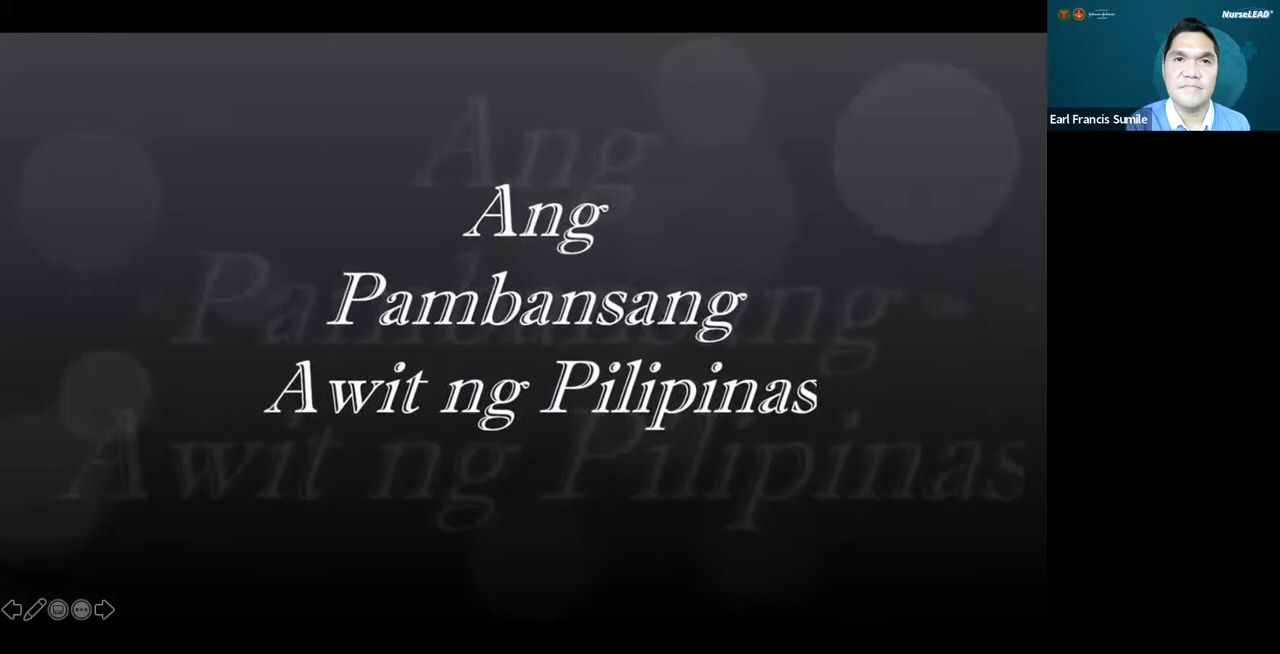 Ang
Pambansang
Awit ng Pilipinas
NurseLEAD
Earl Francis Sumile